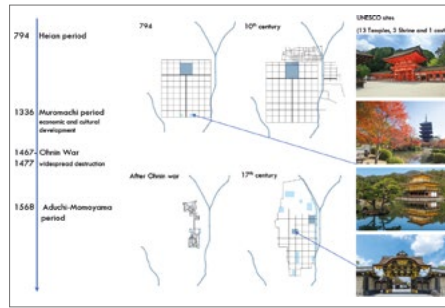 794 Heian period
1336 Muromachi period
economic and cultural
development
1467- Ohnin War
1477 widespread destruction
1568 Aduchi-Momoyama
period
794
10th century
After Ohnin war
17th century
UNESCO sites
(13 Temples, 3 Shrine and 1